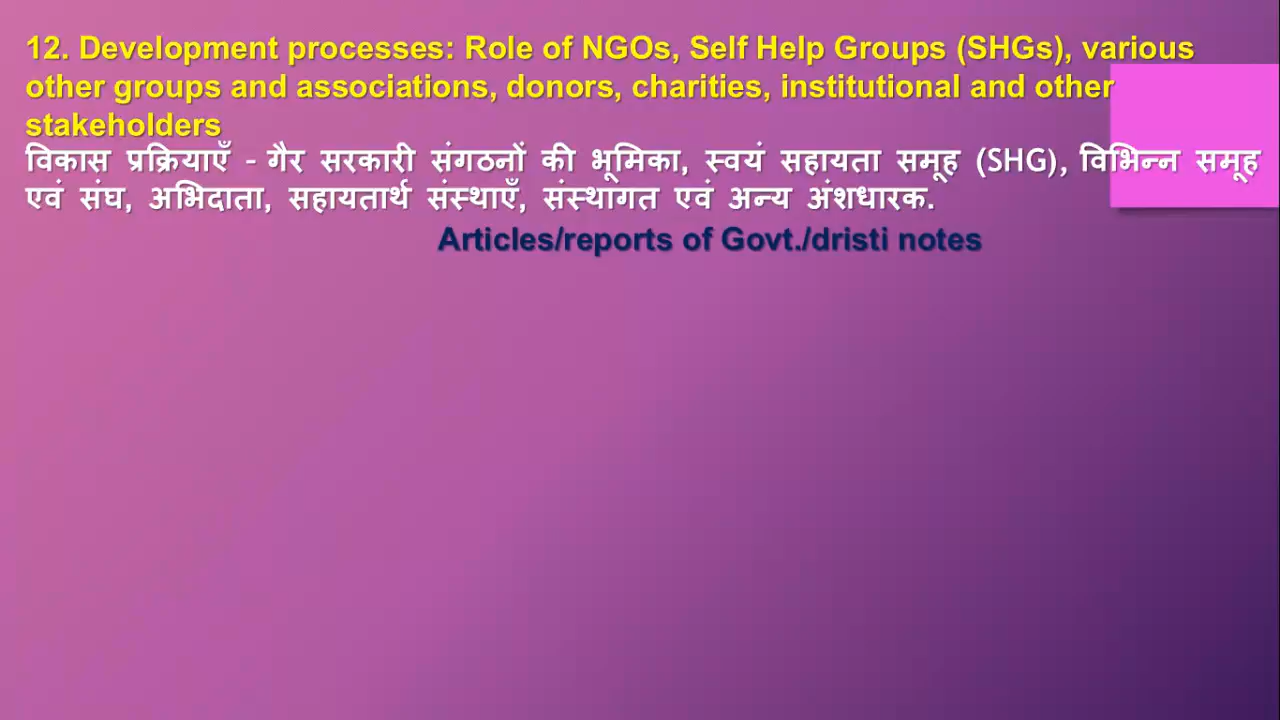 12. Development processes: Role of NGOs, Self Help Groups (SHGs), various
other groups and associations, donors, charities, institutional and other
stakeholders
विकास प्रक्रियाएँ - गैर सरकारी संगठनों की भूमिका, स्वयं सहायता समूह (SHG), विभिन्न समूह
एवं संघ, अभिदाता, सहायतार्थ संस्थाएँ, संस्थागत एवं अन्य अंशधारक.
Articles/reports of Govt./dristi notes